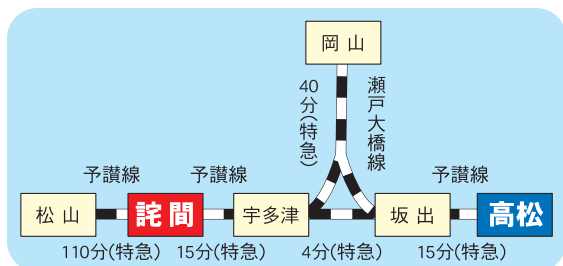 岡山
40分(特急)
瀬戸大橋線
予讃線
予讃線
予讃線
松山
詫間
宇多津
坂出
高松
110分(特急)
15分(特急)
4分(特急)
15分(特急)